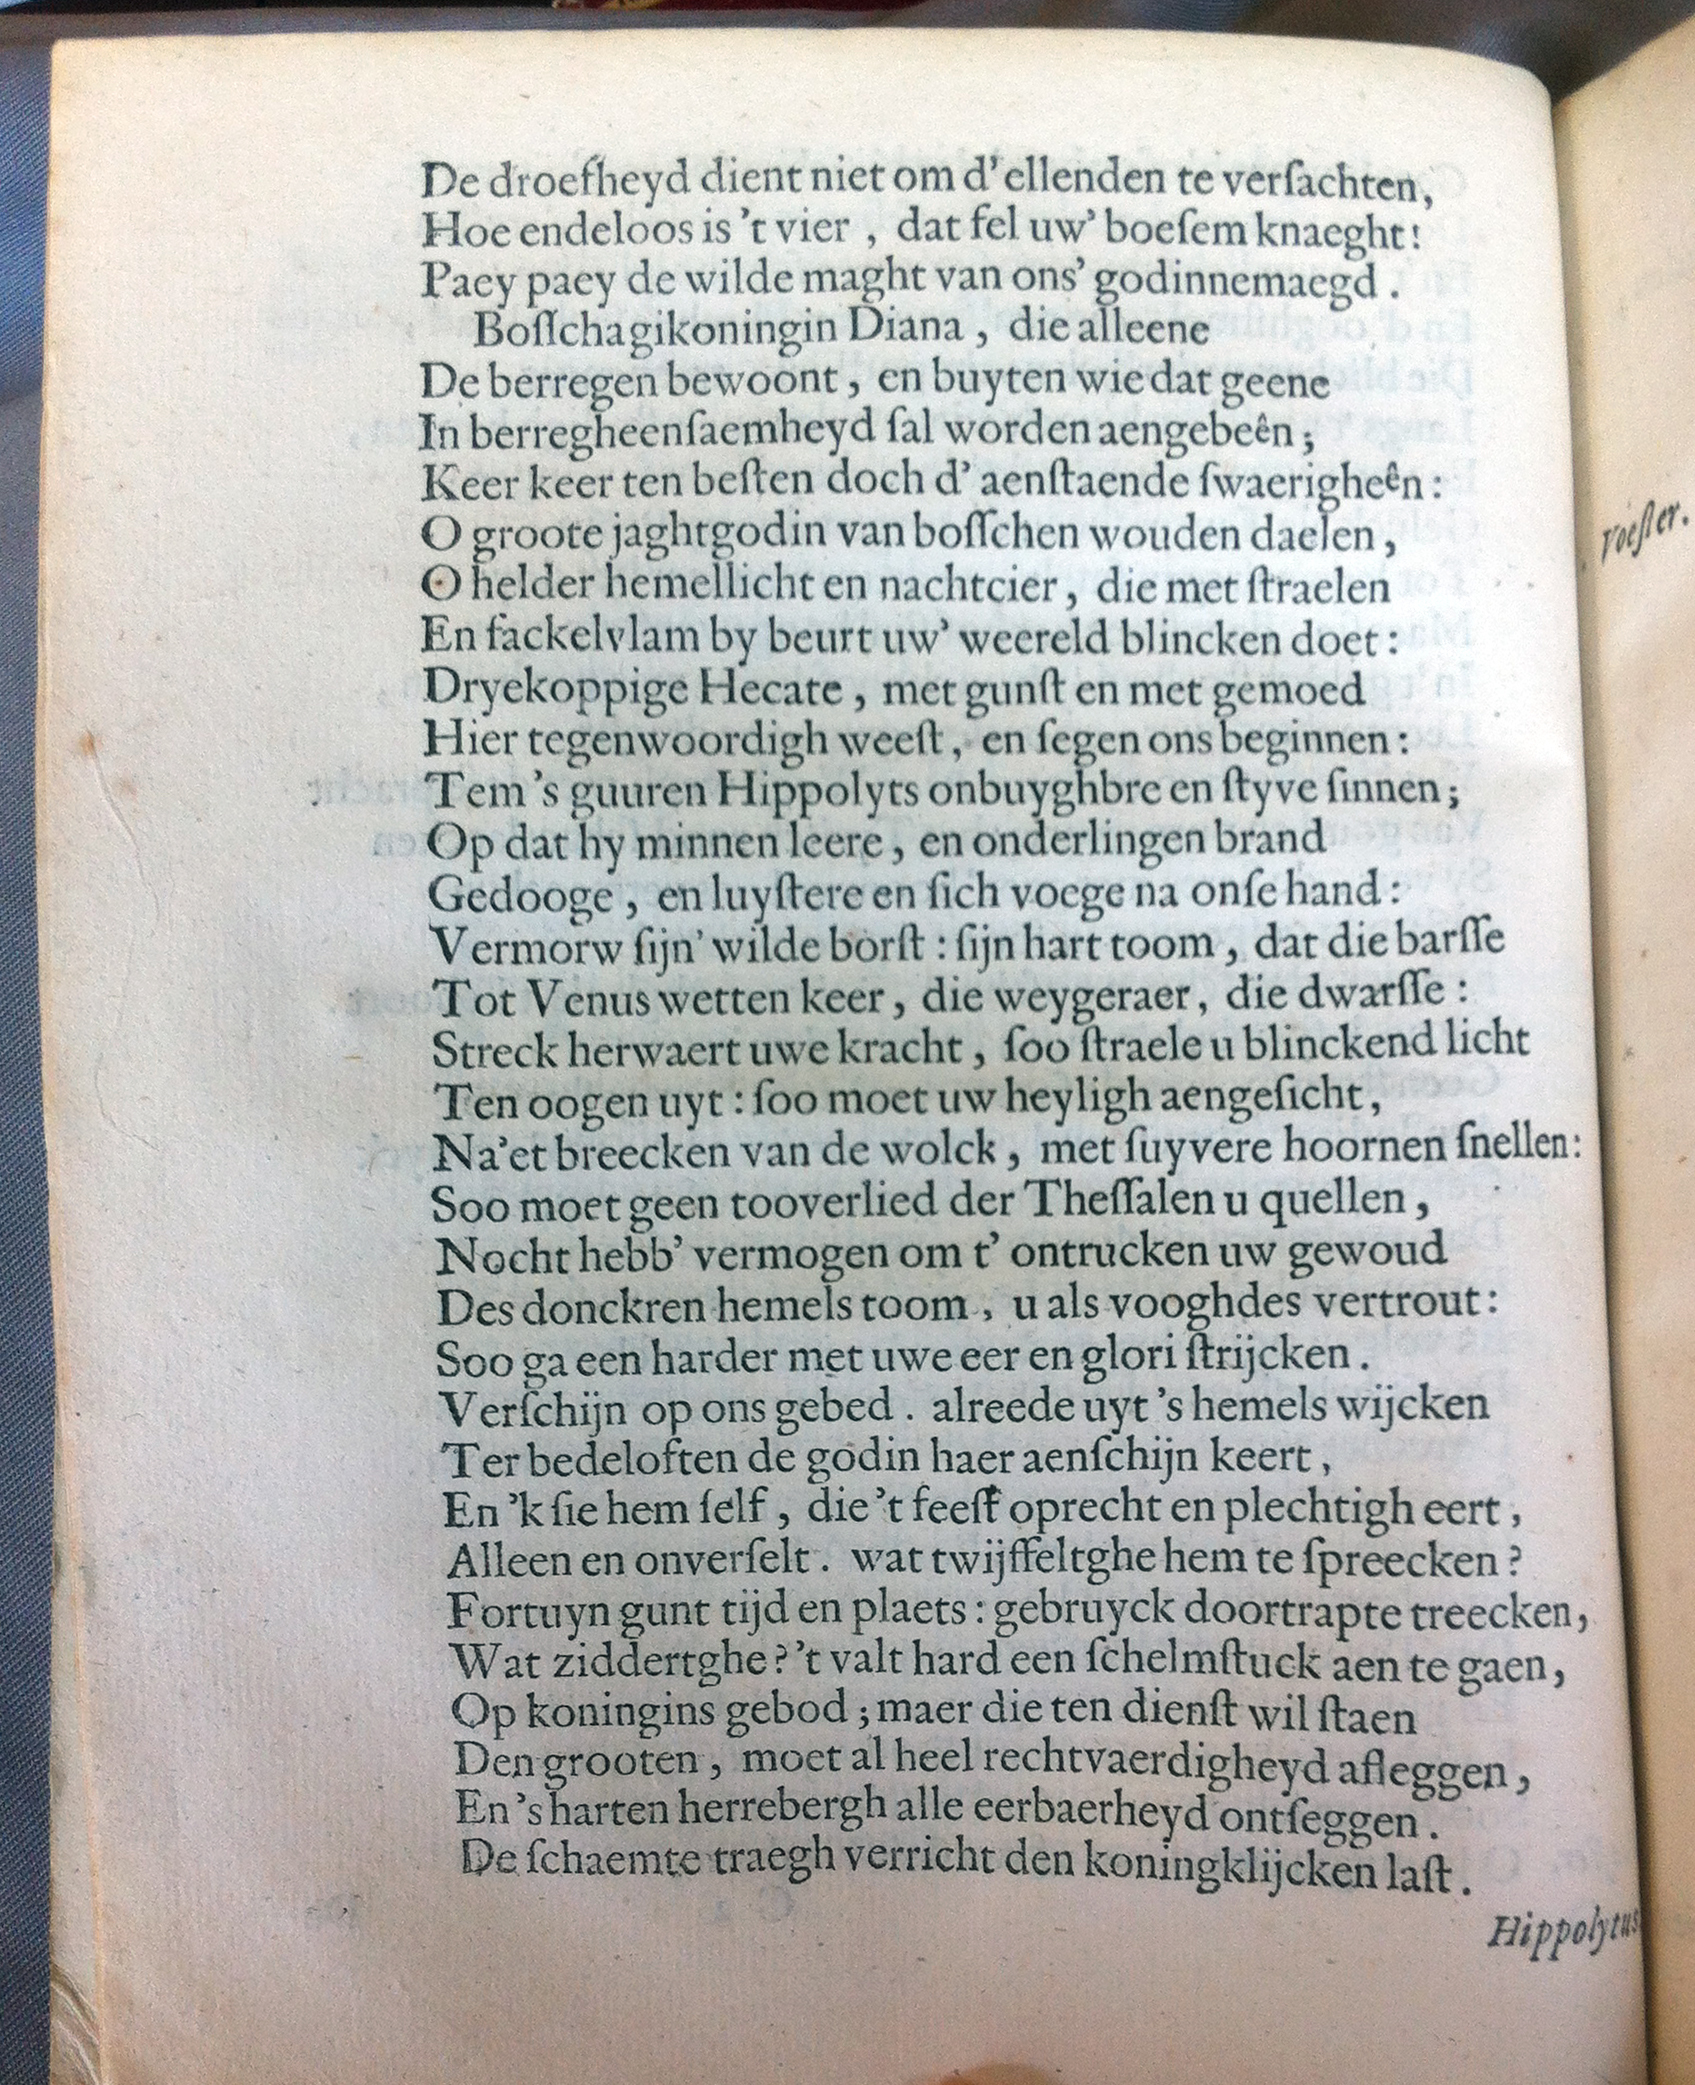 De droefheyd dient niet om d'ellenden te verſachten,
Hoe endeloos is 't vier , dat fel uw' boeſem knaeght!
Paey paey de wilde maght van ons' godinnemaegd .
Boſſchagikoningin Diana , die alleene
De berregen bewoont , en buyten wie dat geene
In berregheenſaemheyd ſal worden aengebeên ;
Keer keer ten beſten doch d' aenſtaende ſwaerigheên :
O groote jaghtgodin van boſſchen wouden daelen ,
O helder hemellicht en nachtcier , die met ſtraelen
En fackelvlam by beurt uw' weereld blincken doet :
Dryekoppige Hecate , met gunſt en met gemoed
Hier tegenwoordigh weeſt , en ſegen ons beginnen :
Tem 's guuren Hippolyts onbuyghbre en ſtyve ſinnen ;
Op dat hy minnen leere , en onderlingen brand
Gedooge , en luyſtere en ſich voege na onſe hand :
Vermorw ſijn' wilde borſt : ſijn hart toom , dat die barſſe
Tot Venus wetten keer , die weygeraer , die dwarſſe :
Streck herwaert uwe kracht , ſoo ſtraele u blinckend licht
Ten oogen uyt : ſoo moet uw heyligh aengeſicht ,
Na'et breecken van de wolck , met ſuyvere hoornen ſnellen :
Soo moet geen tooverlied der Theſſalen u quellen ,
Nocht hebb' vermogen om t' ontrucken uw gewoud
Des donckren hemels toom , u als vooghdes vertrout :
Soo ga een harder met uwe eer en glori ſtrijcken .
Verſchijn op ons gebed . alreede uyt 's hemels wijcken
Ter bedeloften de godin haer aenſchijn keert ,
En 'k ſie hem ſelf , die 't feeſt oprecht en plechtigh eert ,
Alleen en onverſelt . wat twijffeltghe hem te ſpreecken ?
Fortuyn gunt tijd en plaets : gebruyck doortrapte treecken ,
Wat ziddertghe ? 't valt hard een ſchelmſtuck aen te gaen ,
Op koningins gebod ; maer die ten dienſt wil ſtaen
Den grooten , moet al heel rechtvaerdigheyd afleggen ,
En 's harten herrebergh alle eerbaerheyd ontſeggen .
De ſchaemte traegh verricht den koningklijcken laſt .
Hippolytus
Voeſter.